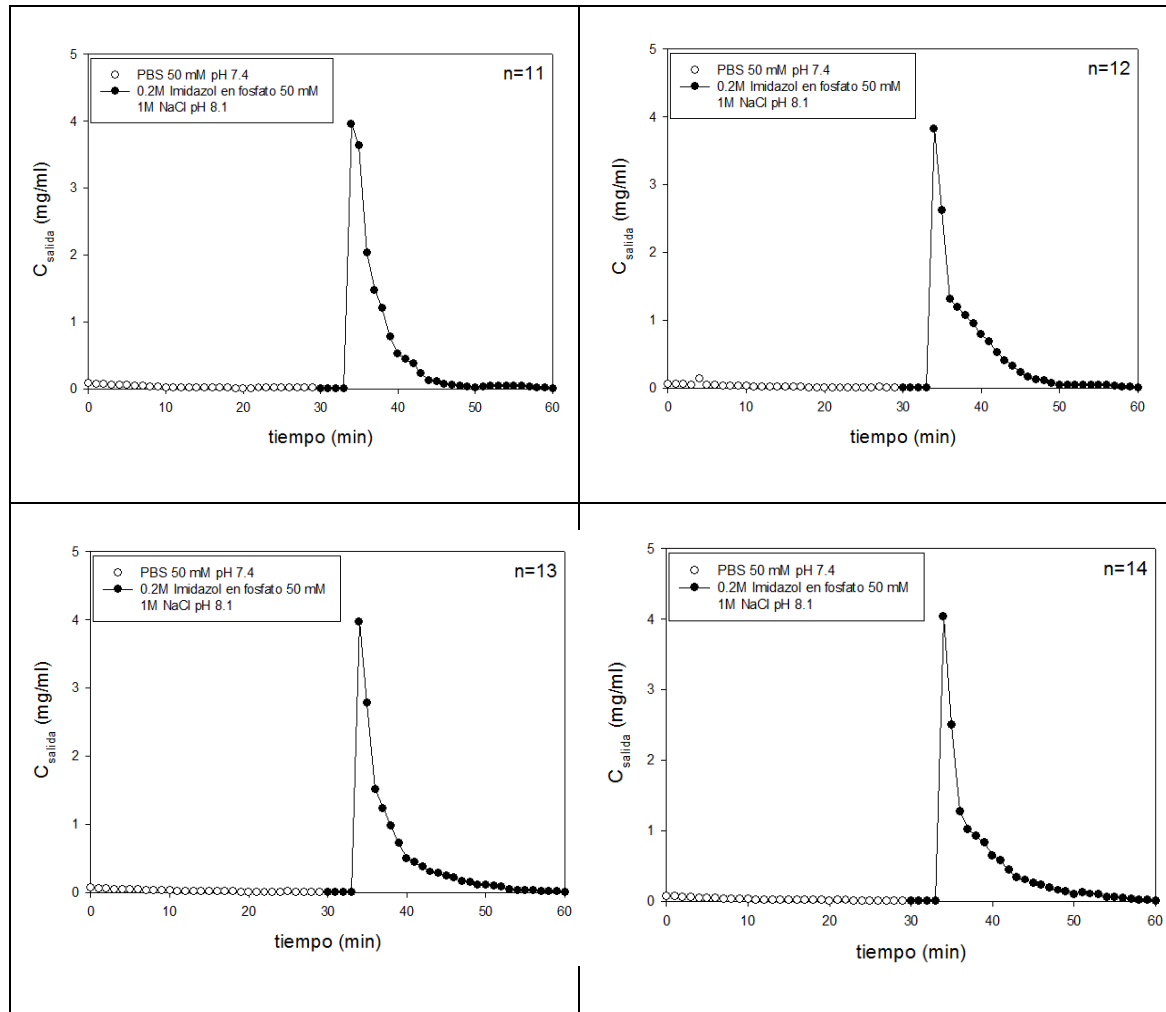 n=11
PBS 50 mM pH 7.4
0.2M Imidazol en fosfato 50 mM
1M NaCl pH 8.1
5
4
3
2
1
0
C salida (mg/ml)
0 10 20 30 40 50 60
tiempo (min)
n=12
PBS 50 mM pH 7.4
0.2M Imidazol en fosfato 50 mM
1M NaCl pH 8.1
5
4
3
2
1
0
C salida (mg/ml)
0 10 20 30 40 50 60
tiempo (min)
n=13
PBS 50 mM pH 7.4
0.2M Imidazol en fosfato 50 mM
1M NaCl pH 8.1
5
4
3
2
1
0
C salida (mg/ml)
0 10 20 30 40 50 60
tiempo (min)
n=14
PBS 50 mM pH 7.4
0.2M Imidazol en fosfato 50 mM
1M NaCl pH 8.1
5
4
3
2
1
0
C salida (mg/ml)
0 10 20 30 40 50 60
tiempo (min)